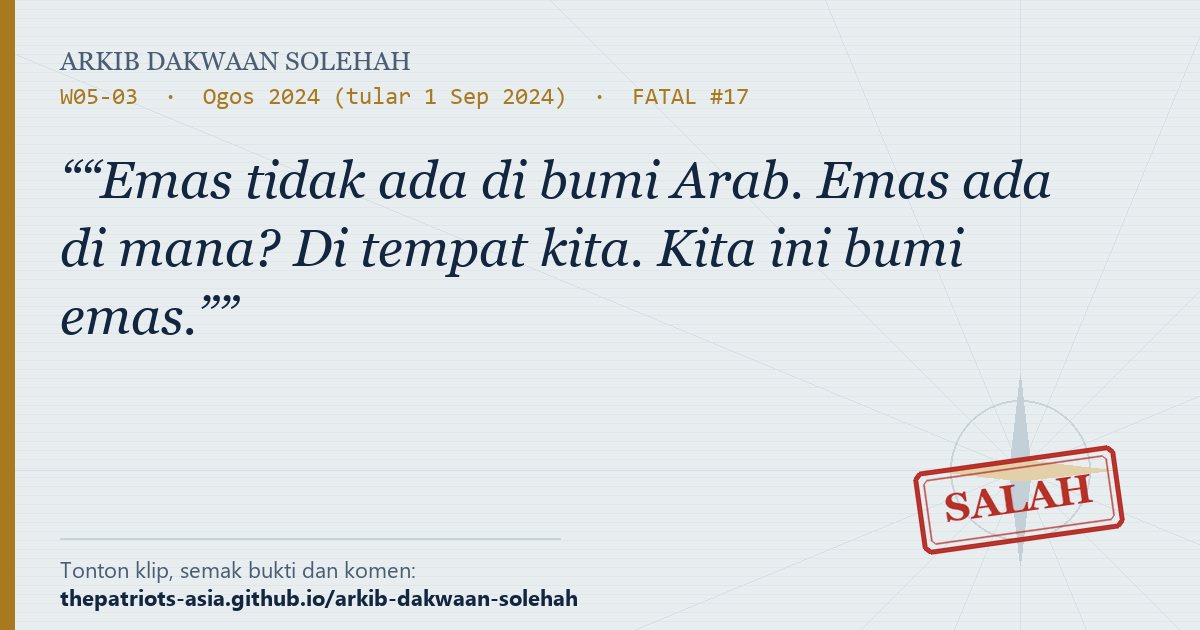 ARKIB DAKWAAN SOLEHAH
W05-03 · Ogos 2024 (tular 1 Sep 2024) · FATAL #17
““Emas tidak ada di bumi Arab. Emas ada
di mana? Di tempat kita. Kita ini bumi
emas.””
SALAH
Tonton klip, semak bukti dan komen:
thepatriots-asia.github.io/arkib-dakwaan-solehah